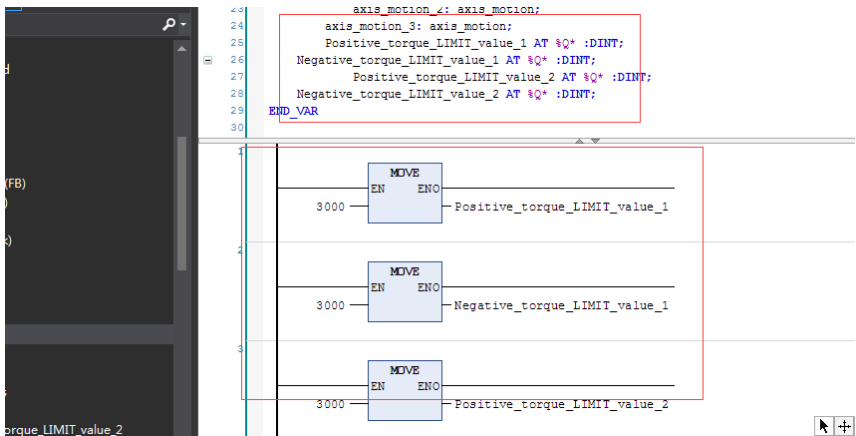 23 axis_motion_2: axis_motion;
24 axis_motion_3: axis_motion;
25 Positive_torque_LIMIT_value_1 AT %Q* :DINT;
26 Negative_torque_LIMIT_value_1 AT %Q* :DINT;
27 Positive_torque_LIMIT_value_2 AT %Q* :DINT;
28 Negative_torque_LIMIT_value_2 AT %Q* :DINT;
29 END_VAR
30
(FB)
1
MOVE
EN ENO
3000 Positive_torque_LIMIT_value_1
2
MOVE
EN ENO
3000 Negative_torque_LIMIT_value_1
3
MOVE
EN ENO
3000 Positive_torque_LIMIT_value_2
orque_LIMIT_value_2